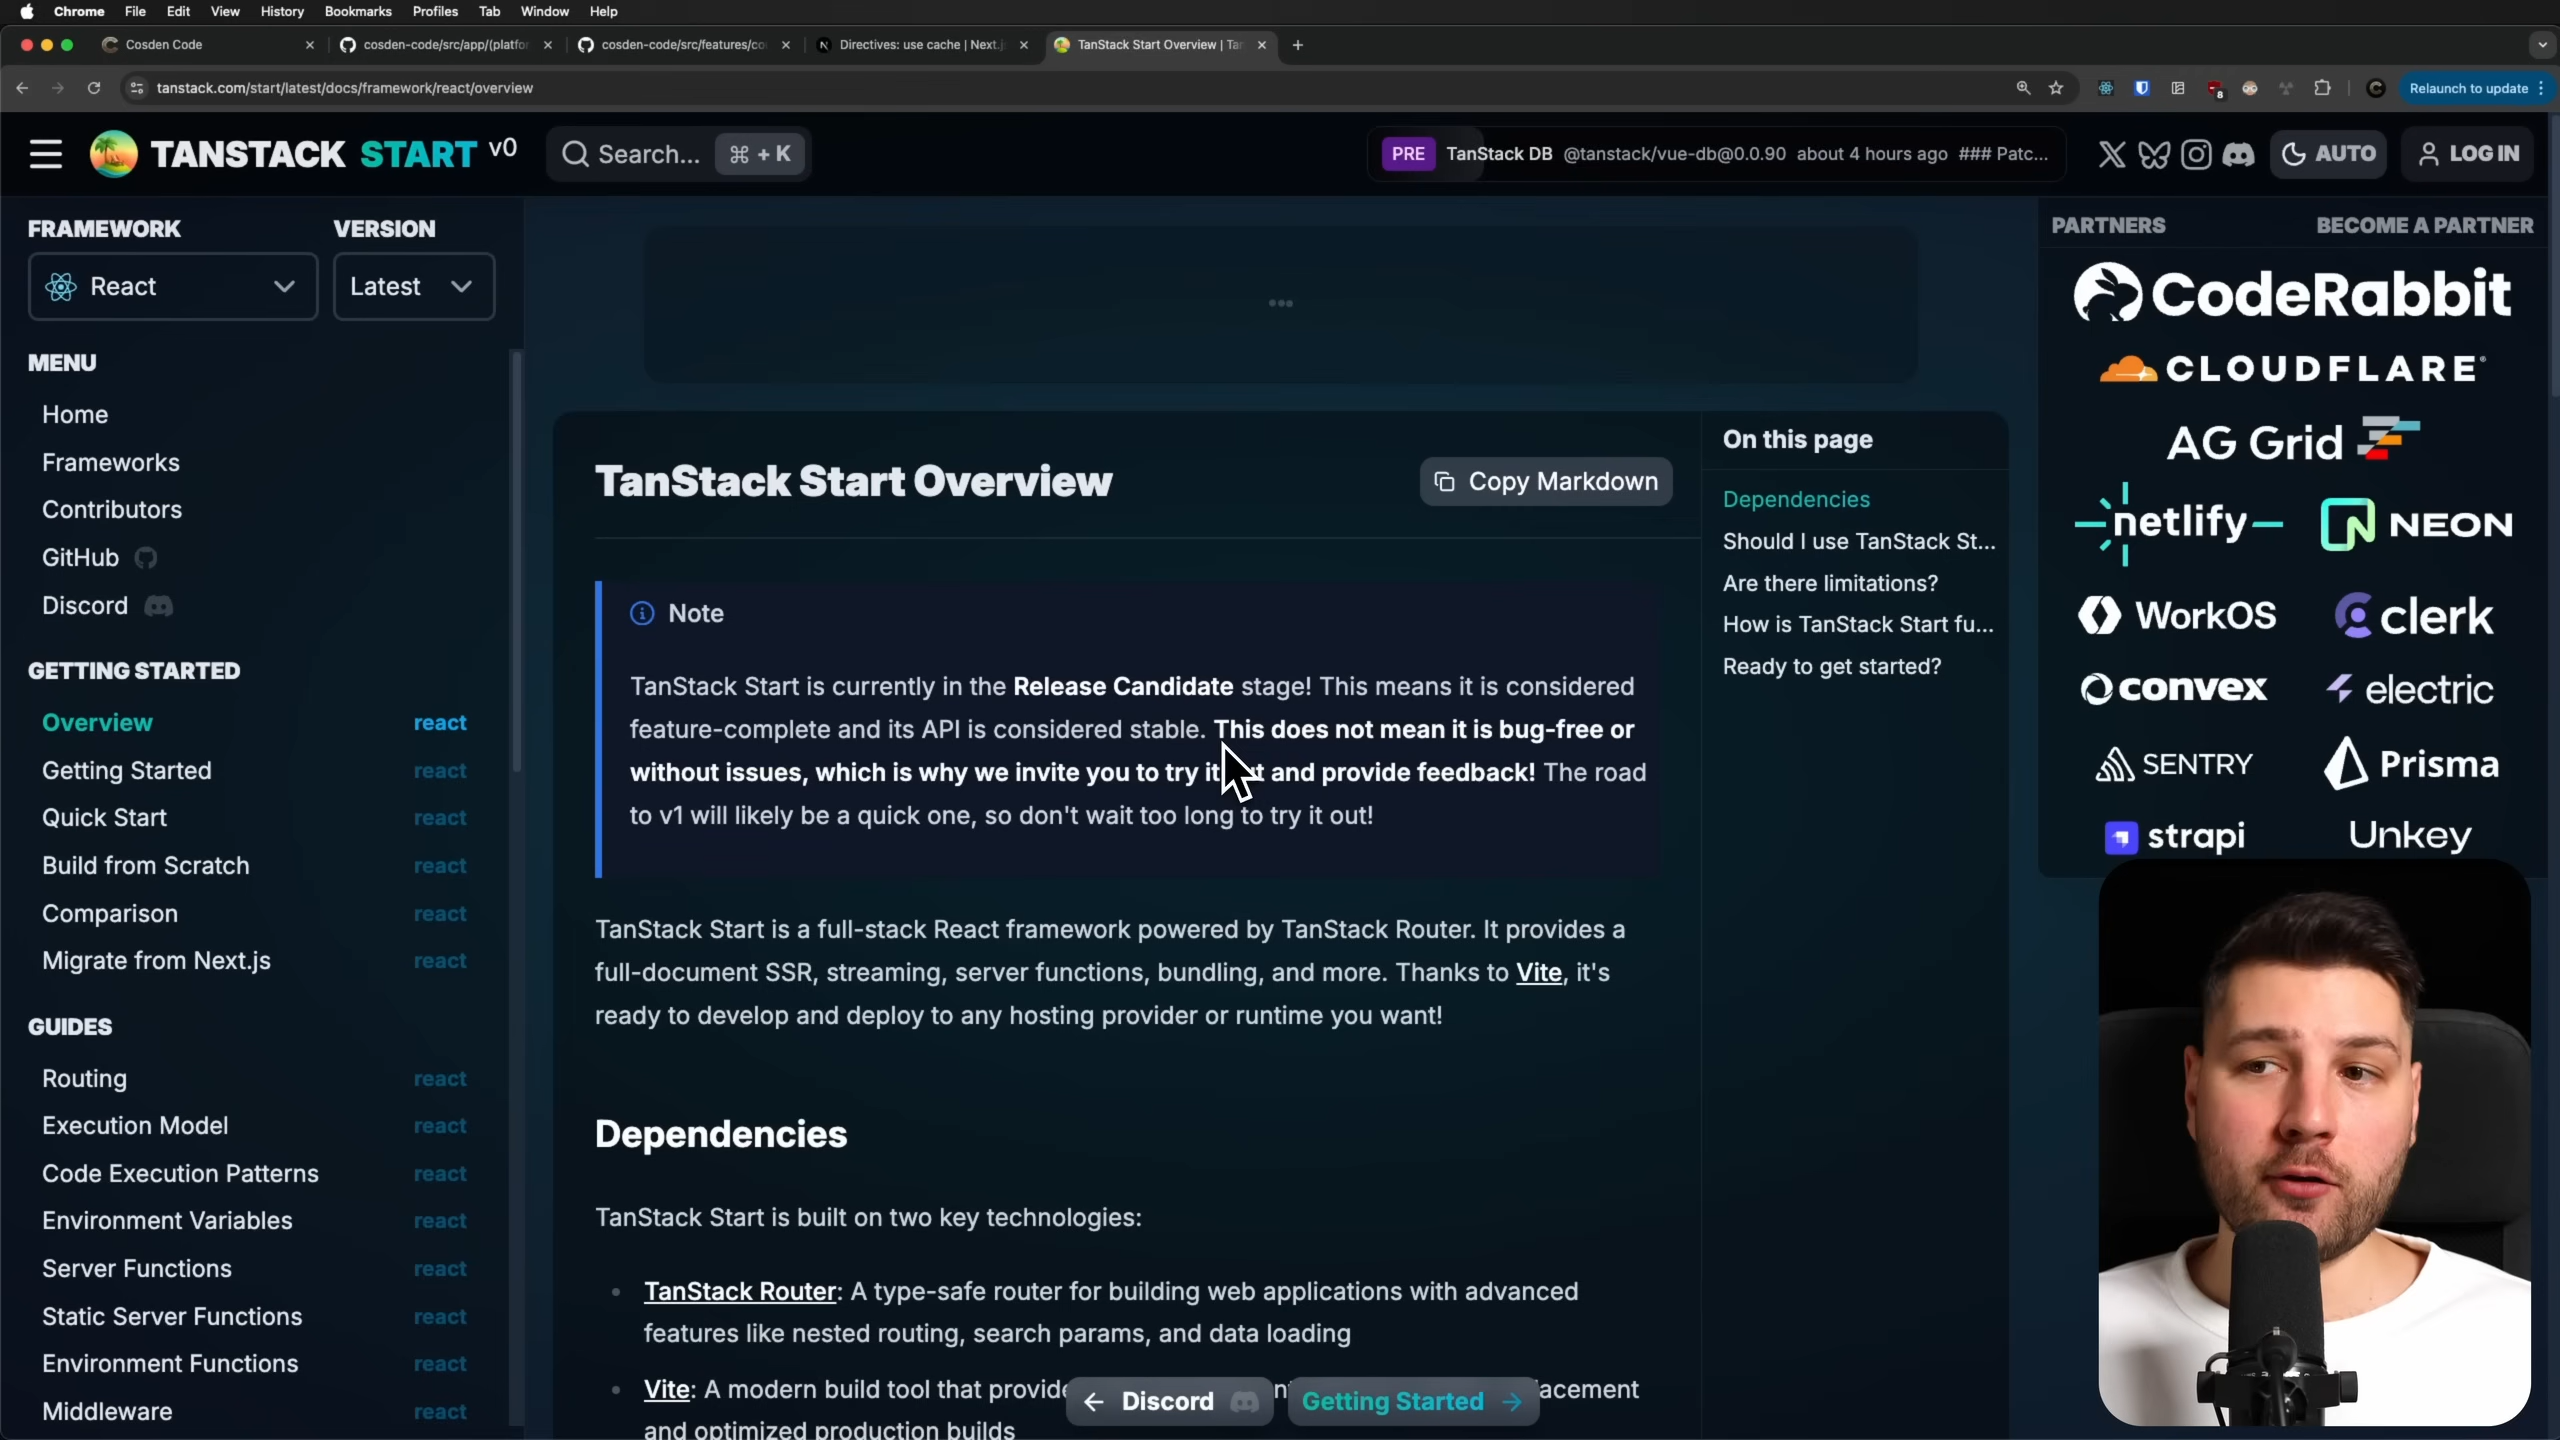 Chrome File Edit View History Bookmarks Profiles Tab Window Help
Cosden Code
cosden-code/src/app/(platfo
cosden-code/src/features/co
Directives: use cache | Next.j
TanStack Start Overview | Ta
tanstack.com/start/latest/docs/framework/react/overview
8
Relaunch to update
TANSTACK START v0
Search... ⌘ + K
PRE TanStack DB @tanstack/vue-db@0.0.90 about 4 hours ago ### Patc...
AUTO
LOG IN
FRAMEWORK
VERSION
React
Latest
MENU
Home
Frameworks
Contributors
GitHub
Discord
GETTING STARTED
Overview react
Getting Started react
Quick Start react
Build from Scratch react
Comparison react
Migrate from Next.js react
GUIDES
Routing react
Execution Model react
Code Execution Patterns react
Environment Variables react
Server Functions react
Static Server Functions react
Environment Functions react
Middleware react
TanStack Start Overview
Copy Markdown
Note
TanStack Start is currently in the Release Candidate stage! This means it is considered
feature-complete and its API is considered stable. This does not mean it is bug-free or
without issues, which is why we invite you to try it and provide feedback! The road
to v1 will likely be a quick one, so don't wait too long to try it out!
TanStack Start is a full-stack React framework powered by TanStack Router. It provides a
full-document SSR, streaming, server functions, bundling, and more. Thanks to Vite, it's
ready to develop and deploy to any hosting provider or runtime you want!
Dependencies
TanStack Start is built on two key technologies:
TanStack Router: A type-safe router for building web applications with advanced
features like nested routing, search params, and data loading
Vite: A modern build tool that provide
acement
and optimized production builds
← Discord
Getting Started →
On this page
Dependencies
Should I use TanStack St...
Are there limitations?
How is TanStack Start fu...
Ready to get started?
PARTNERS
BECOME A PARTNER
CodeRabbit
CLOUDFLARE
AG Grid
netlify
NEON
WorkOS
clerk
convex
electric
SENTRY
Prisma
strapi
Unkey